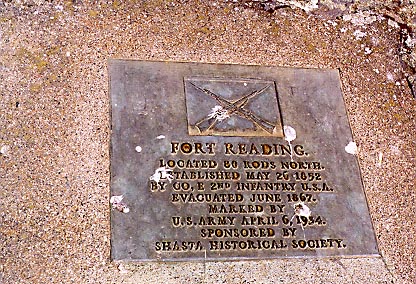 FORT READING.
LOCATED 80 RODS NORTH.
ESTABLISHED MAY 26 1852
BY CO. E 2ND INFANTRY U.S.A.
EVACUATED JUNE 1867.
MARKED BY
U.S. ARMY APRIL 6, 1934.
SPONSORED BY
SHASTA HISTORICAL SOCIETY.